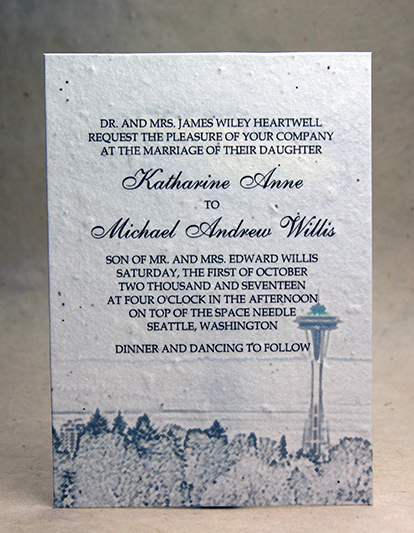 DR. AND MRS. JAMES WILEY HEARTWELL
REQUEST THE PLEASURE OF YOUR COMPANY
AT THE MARRIAGE OF THEIR DAUGHTER
Katharine Anne
TO
Michael Andrew Willis
SON OF MR. AND MRS. EDWARD WILLIS
SATURDAY, THE FIRST OF OCTOBER
TWO THOUSAND AND SEVENTEEN
AT FOUR O'CLOCK IN THE AFTERNOON
ON TOP OF THE SPACE NEEDLE
SEATTLE, WASHINGTON
DINNER AND DANCING TO FOLLOW